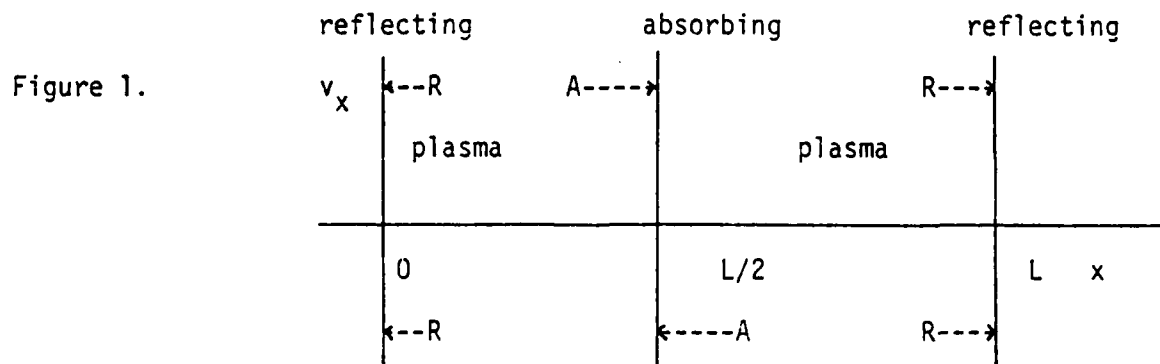 reflecting absorbing reflecting
Figure 1. v_x R A R
plasma plasma
0 L/2 L x
R A R